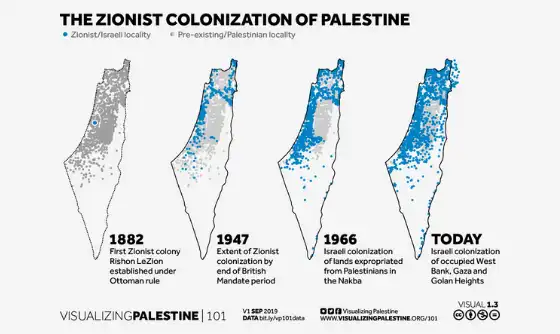 THE ZIONIST COLONIZATION OF PALESTINE
Zionist/Israeli locality
Pre-existing/Palestinian locality
1882
First Zionist colony
Rishon LeZion
established under
Ottoman rule
1947
Extent of Zionist
colonization by
end of British
Mandate period
1966
Israeli colonization
of lands expropriated
from Palestinians in
the Nakba
TODAY
Israeli colonization
of occupied West
Bank, Gaza and
Golan Heights
VISUALIZINGPALESTINE | 101
V1 SEP 2019
DATA bit.ly/vp101data
Visualizing Palestine
VISUALIZINGPALESTINE.ORG/101
VISUAL 1.3